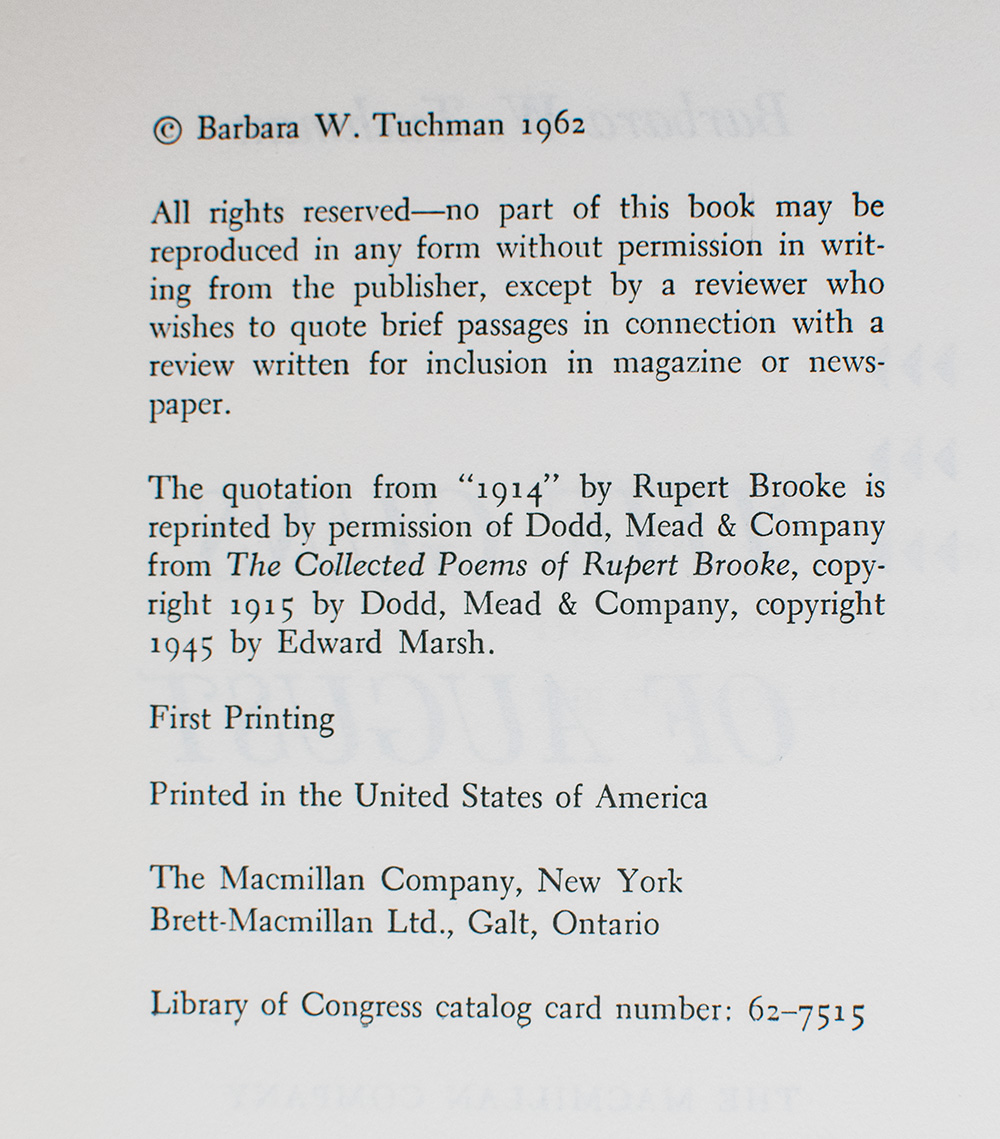 © Barbara W. Tuchman 1962
All rights reserved—no part of this book may be
reproduced in any form without permission in writ-
ing from the publisher, except by a reviewer who
wishes to quote brief passages in connection with a
review written for inclusion in magazine or news-
paper.
The quotation from “1914” by Rupert Brooke is
reprinted by permission of Dodd, Mead & Company
from The Collected Poems of Rupert Brooke, copy-
right 1915 by Dodd, Mead & Company, copyright
1945 by Edward Marsh.
First Printing
Printed in the United States of America
The Macmillan Company, New York
Brett-Macmillan Ltd., Galt, Ontario
Library of Congress catalog card number: 62–7515